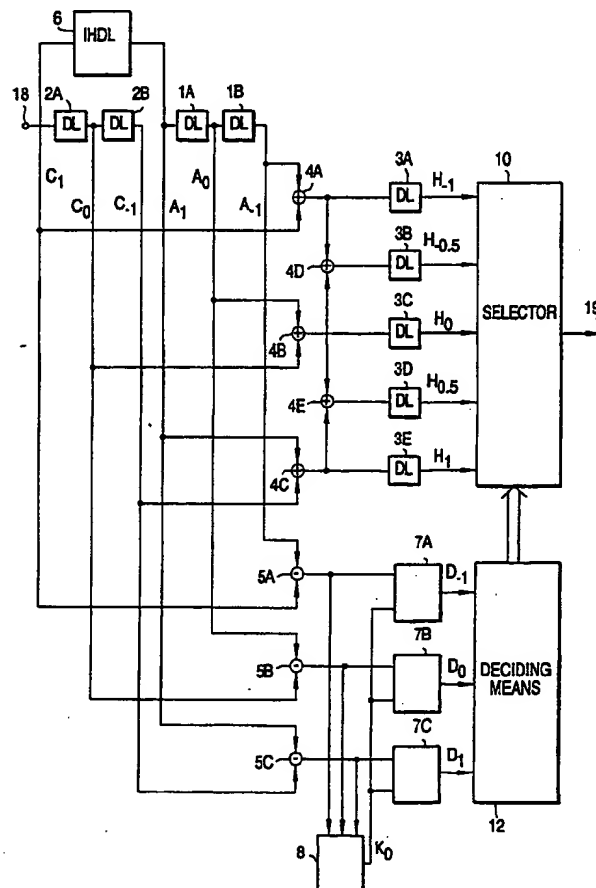 6
IHDL
18
2A
DL
2B
DL
1A
DL
1B
DL
C₁
C₀
C₋₁
A₁
A₀
A₋₁
4A
3A
DL
H₋₁
10
4D
3B
DL
H₋₀.₅
SELECTOR
19
4B
3C
DL
H₀
4E
3D
DL
H₀.₅
4C
3E
DL
H₁
5A
7A
D₋₁
5B
7B
D₀
DECIDING
MEANS
5C
7C
D₁
12
8
K₀